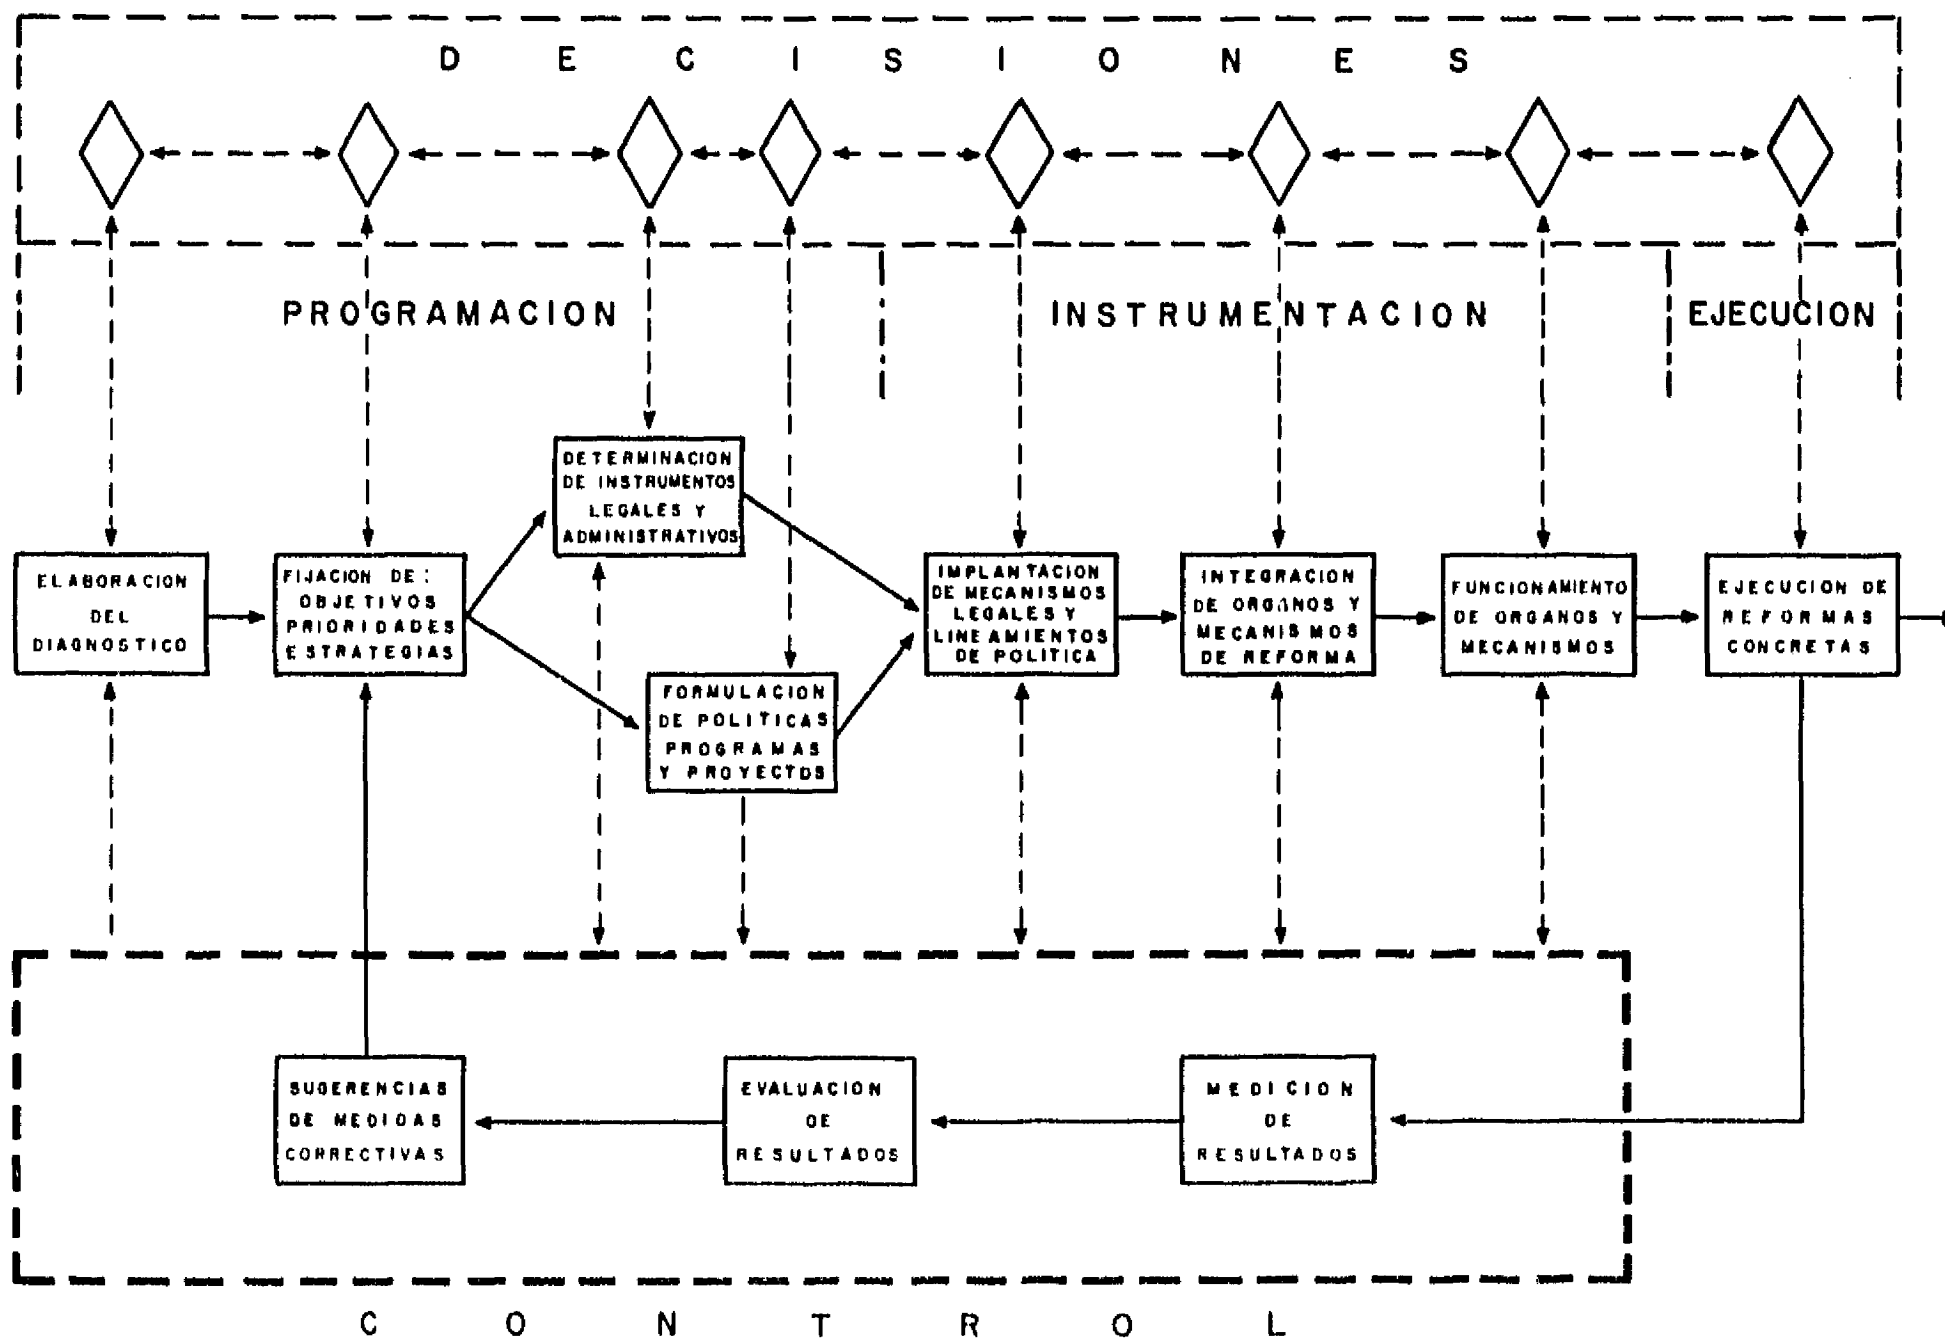 DECISIONES
PROGRAMACION
INSTRUMENTACION
EJECUCION
DETERMINACION
DE INSTRUMENTOS
LEGALES Y
ADMINISTRATIVOS
ELABORACION
DEL
DIAGNOSTICO
FIJACION DE:
OBJETIVOS
PRIORIDADES
ESTRATEGIAS
FORMULACION
DE POLITICAS
PROGRAMAS
Y PROYECTOS
IMPLANTACION
DE MECANISMOS
LEGALES Y
LINEAMIENTOS
DE POLITICA
INTEGRACION
DE ORGANOS Y
MECANISMOS
DE REFORMA
FUNCIONAMIENTO
DE ORGANOS Y
MECANISMOS
EJECUCION DE
REFORMAS
CONCRETAS
SUGERENCIAS
DE MEDIDAS
CORRECTIVAS
EVALUACION
DE
RESULTADOS
MEDICION
DE
RESULTADOS
CONTROL